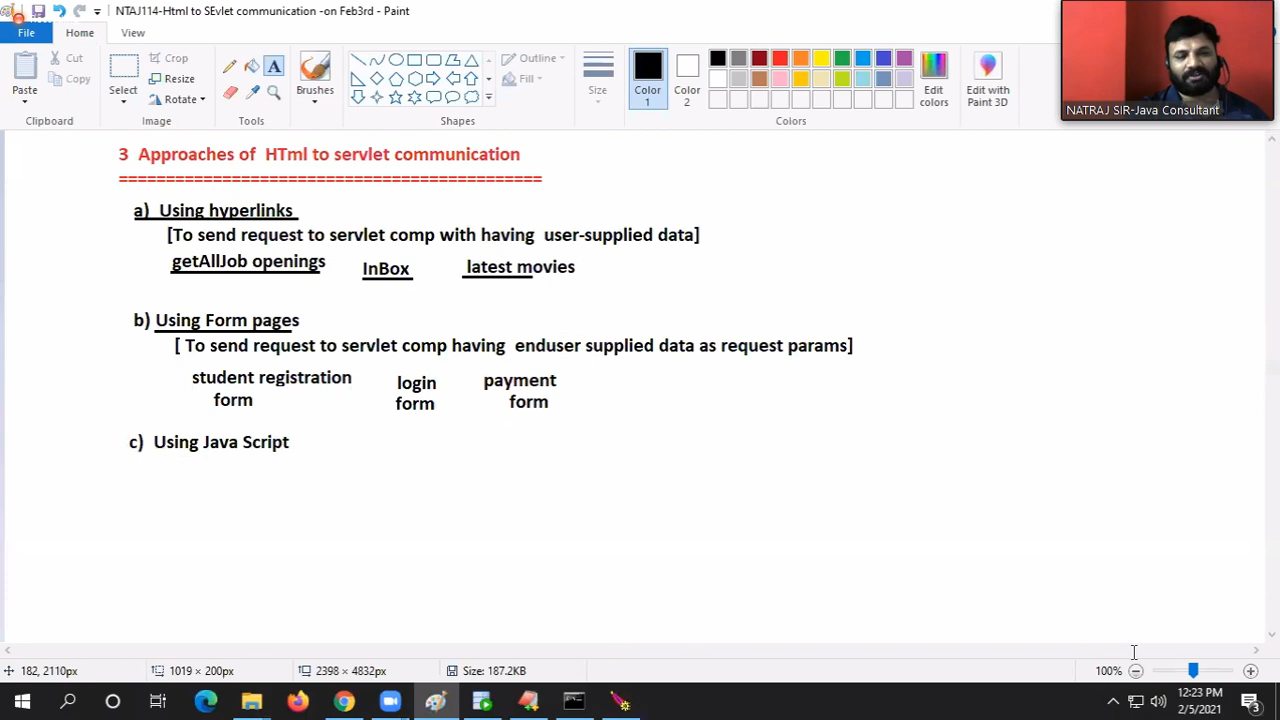 NTAJ114-Html to SEvlet communication -on Feb3rd - Paint
File Home View
Paste Cut Copy Clipboard
Select Crop Resize Rotate Image
Tools
Brushes
Outline Fill Shapes
Size
Color 1 Color 2 Edit colors Edit with Paint 3D Colors
NATRAJ SIR-Java Consultant
3 Approaches of HTml to servlet communication
=============================================
a) Using hyperlinks
[To send request to servlet comp with having user-supplied data]
getAllJob openings InBox latest movies
b) Using Form pages
[ To send request to servlet comp having enduser supplied data as request params]
student registration login payment
form form form
c) Using Java Script
182, 2110px 1019 × 200px 2398 × 4832px Size: 187.2KB 100%
12:23 PM
2/5/2021
3